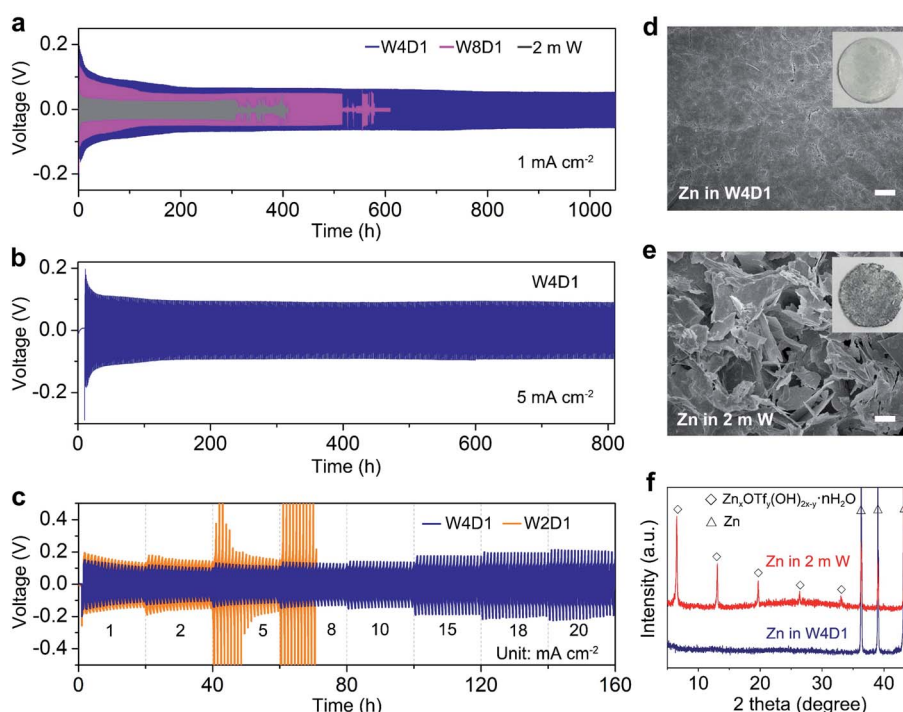 a
W4D1 W8D1 2 m W
Voltage (V)
0.2
0.0
-0.2
1 mA cm⁻²
0 200 400 600 800 1000
Time (h)
b
W4D1
Voltage (V)
0.2
0.0
-0.2
5 mA cm⁻²
0 200 400 600 800
Time (h)
c
W4D1 W2D1
Voltage (V)
0.4
0.2
0.0
-0.2
-0.4
1 2 5 8 10 15 18 20
Unit: mA cm⁻²
0 40 80 120 160
Time (h)
d
Zn in W4D1
e
Zn in 2 m W
f
ZnₓOTfᵧ(OH)₂ₓ₋ᵧ·nH₂O
Zn
Zn in 2 m W
Zn in W4D1
Intensity (a.u.)
10 20 30 40
2 theta (degree)